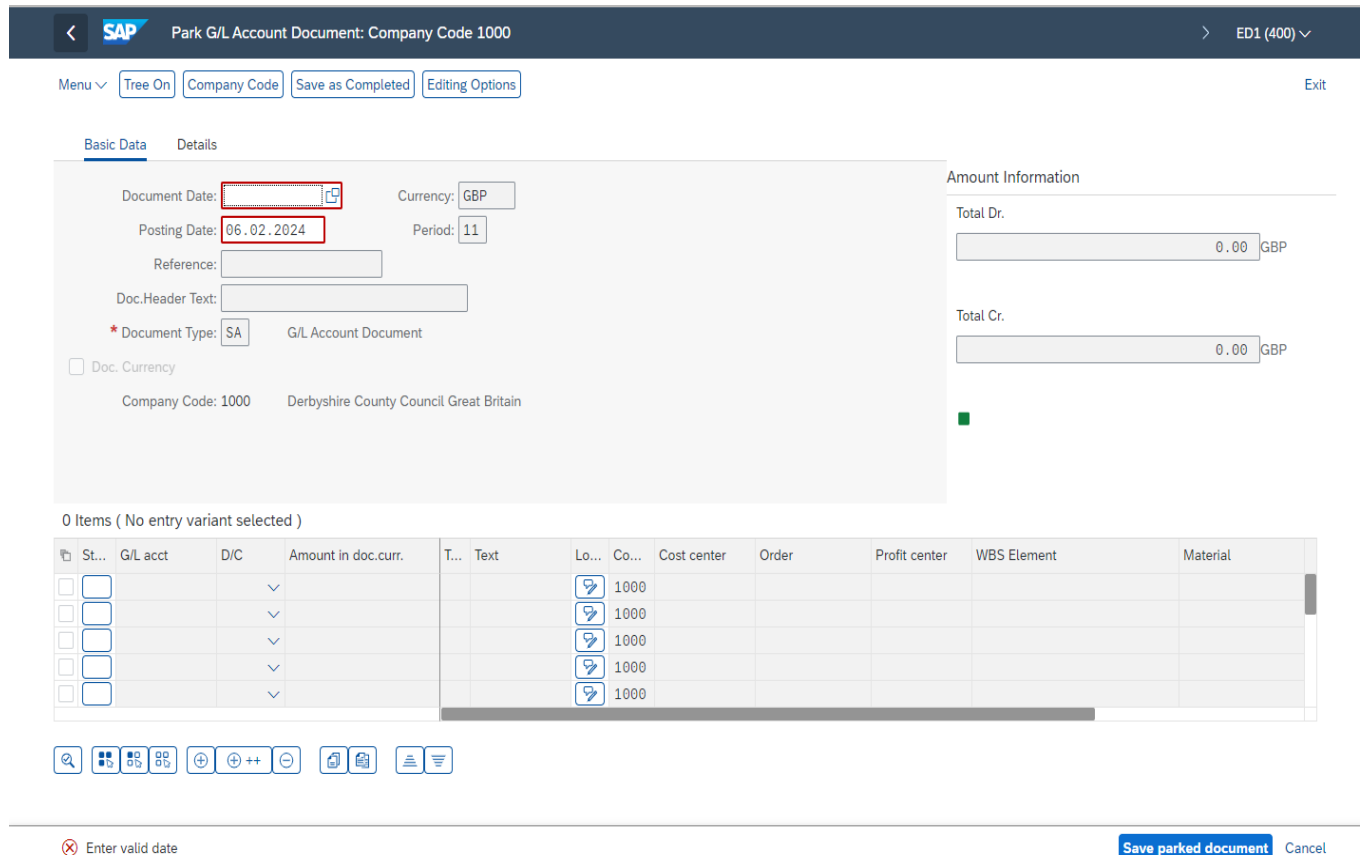 SAP Park G/L Account Document: Company Code 1000 ED1 (400)
Menu Tree On Company Code Save as Completed Editing Options Exit
Basic Data Details
Amount Information
Document Date: Currency: GBP
Total Dr.
Posting Date: 06.02.2024 Period: 11
0.00 GBP
Reference:
Doc.Header Text:
Total Cr.
* Document Type: SA G/L Account Document
0.00 GBP
Doc. Currency
Company Code: 1000 Derbyshire County Council Great Britain
0 Items ( No entry variant selected )
St... G/L acct D/C Amount in doc.curr. T... Text Lo... Co... Cost center Order Profit center WBS Element Material
1000
1000
1000
1000
1000
++
Enter valid date Save parked document Cancel